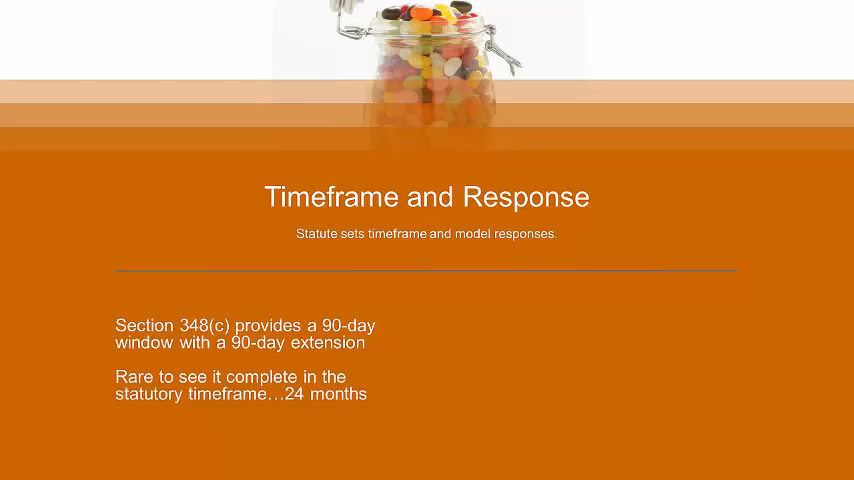 Timeframe and Response
Statute sets timeframe and model responses.
Section 348(c) provides a 90-day
window with a 90-day extension
Rare to see it complete in the
statutory timeframe…24 months